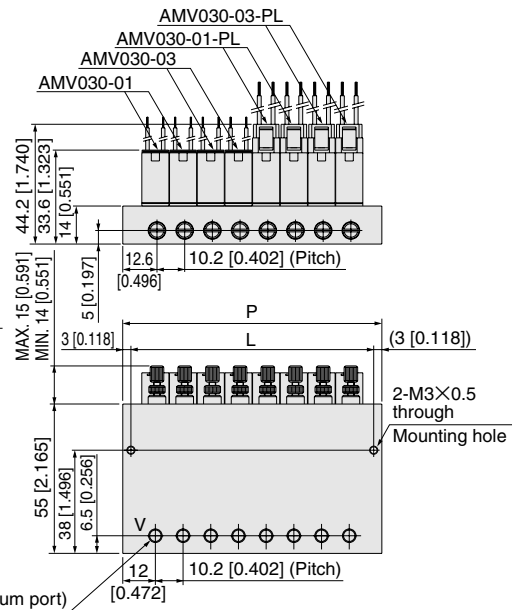 AMV030-03-PL
AMV030-01-PL
AMV030-03
AMV030-01
44.2 [1.740]
33.6 [1.323]
14 [0.551]
12.6
[0.496]
10.2 [0.402] (Pitch)
5 [0.197]
MAX. 15 [0.591]
MIN. 14 [0.551]
P
3 [0.118]
L
(3 [0.118])
2-M3×0.5
through
Mounting hole
55 [2.165]
38 [1.496]
6.5 [0.256]
V
12
[0.472]
10.2 [0.402] (Pitch)
port)